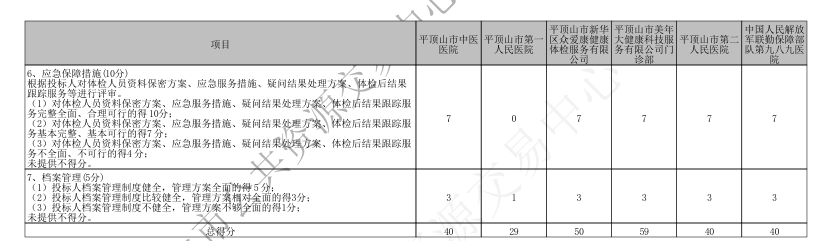 项目
平顶山市中医
医院
平顶山市第一
人民医院
平顶山市新华
区众爱康健康
体检服务有限
公司
平顶山市美年
大健康科技服
务有限公司门
诊部
平顶山市第二
人民医院
中国人民解放
军联勤保障部
队第九八九医
院
6、应急保障措施(10分)
根据投标人对体检人员资料保密方案、应急服务措施、疑问结果处理方案、体检后结果
跟踪服务等进行评审。
(1) 对体检人员资料保密方案、应急服务措施、疑问结果处理方案、体检后结果跟踪服
务完整全面、合理可行的得10分;
(2) 对体检人员资料保密方案、应急服务措施、疑问结果处理方案、体检后结果跟踪服
务基本完整、基本可行的得7分;
(3) 对体检人员资料保密方案、应急服务措施、疑问结果处理方案、体检后结果跟踪服
务不全面、不可行的得4分;
未提供不得分。
7 0 7 7 7 7
7、档案管理(5分)
(1) 投标人档案管理制度健全，管理方案全面的得5分;
(2) 投标人档案管理制度比较健全，管理方案相对全面的得3分;
(3) 投标人档案管理制度不健全，管理方案不够全面的得1分;
未提供不得分。
3 1 3 3 3 3
总得分 40 29 50 59 40 40